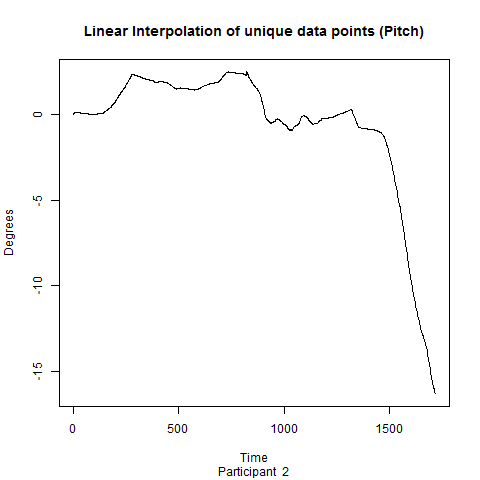 Linear Interpolation of unique data points (Pitch)
0
-5
-10
-15
Degrees
0 500 1000 1500
Time
Participant 2